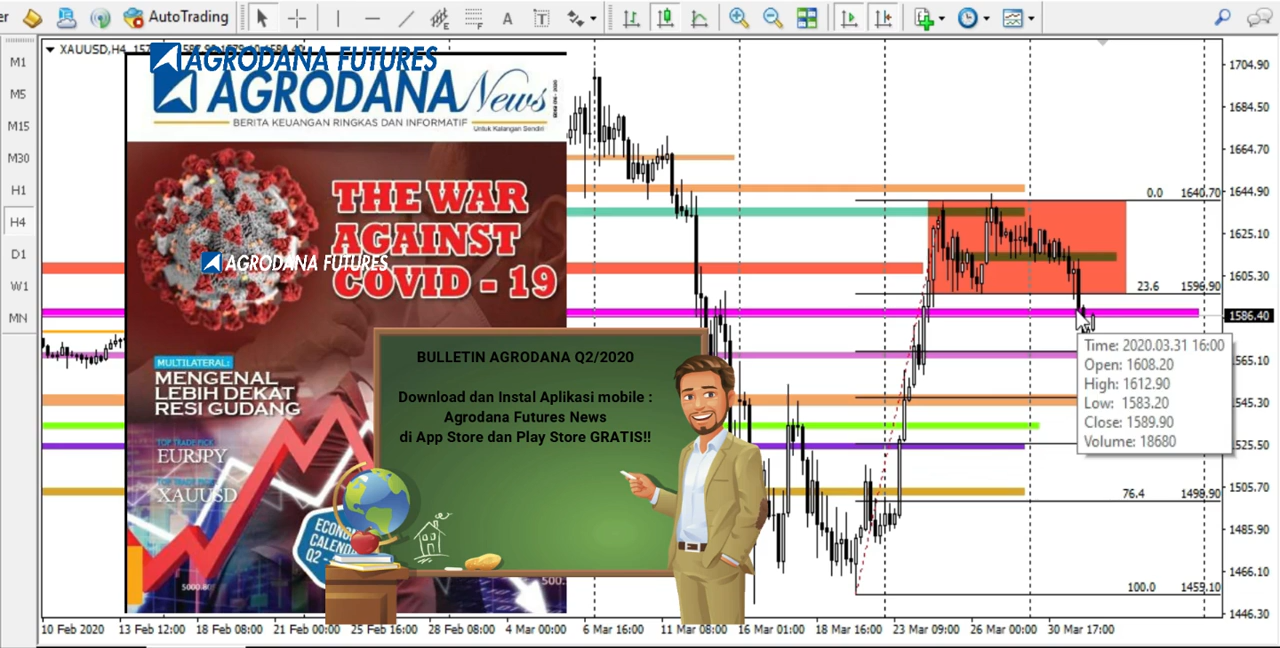 AutoTrading
E
F
A
T
M1
M5
M15
M30
H1
H4
D1
W1
MN
XAUUSD,H4
AGRODANA FUTURES
AGRODANA News
BERITA KEUANGAN RINGKAS DAN INFORMATIF
Untuk Kalangan Sendiri
THE WAR
AGAINST
COVID - 19
AGRODANA FUTURES
MULTILATERAL:
MENGENAL
LEBIH DEKAT
RESI GUDANG
TOP TRADE PICK:
EURJPY
TOP TRADE PICK:
XAUUSD
5000.80
500.
BULLETIN AGRODANA Q2/2020
Download dan Instal Aplikasi mobile :
Agrodana Futures News
di App Store dan Play Store GRATIS!!
0.0 1640.70
23.6 1596.90
76.4 1498.90
100.0 1459.10
Time: 2020.03.31 16:00
Open: 1608.20
High: 1612.90
Low: 1583.20
Close: 1589.90
Volume: 18680
1704.90
1684.50
1664.70
1644.90
1625.10
1605.30
1586.40
1565.10
1545.30
1525.50
1505.70
1485.90
1466.10
1446.30
10 Feb 2020
13 Feb 12:00
18 Feb 08:00
21 Feb 00:00
25 Feb 16:00
28 Feb 08:00
4 Mar 00:00
6 Mar 16:00
11 Mar 08:00
16 Mar 01:00
18 Mar 16:00
23 Mar 09:00
26 Mar 00:00
30 Mar 17:00